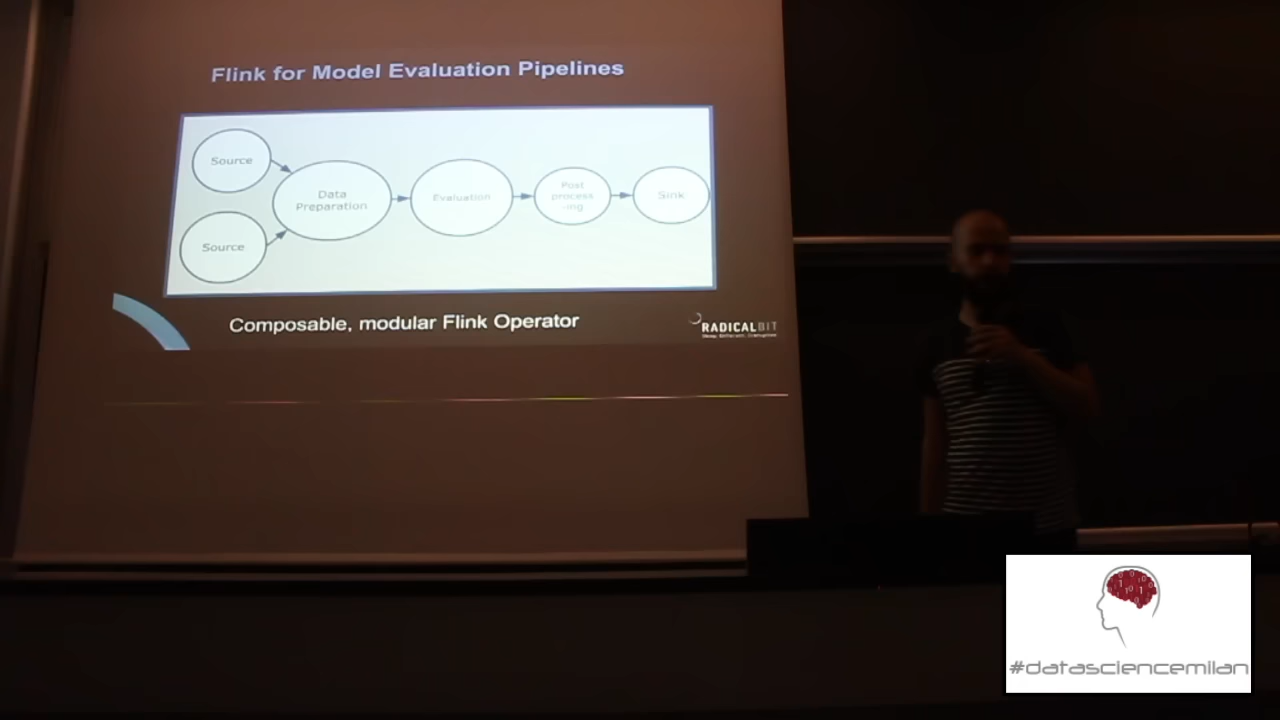 Flink for Model Evaluation Pipelines
Source
Data
Preparation
Evaluation
Post
process
-ing
Sink
Source
Composable, modular Flink Operator
RADICALBIT
#datasciencemilan